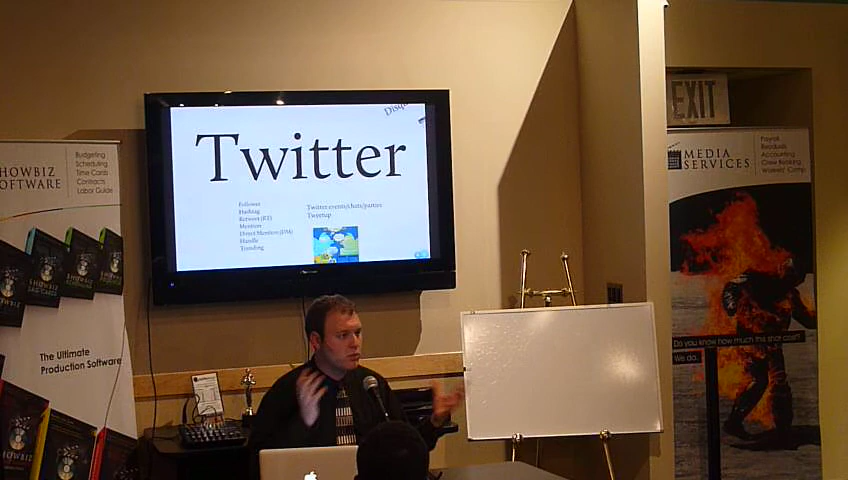 SHOWBIZ
SOFTWARE
Budgeting
Scheduling
Time Cards
Contracts
Labor Guide
The Ultimate
Production Software
Twitter
Follower
Hashtag
Retweet (RT)
Mention
Direct Mention (DM)
Handle
Trending
Twitter events/chats/parties
Tweetup
EXIT
MEDIA
SERVICES
Payroll
Residuals
Accounting
Crew Booking
Workers' Comp
Do you know how much this shot cost?
We do.